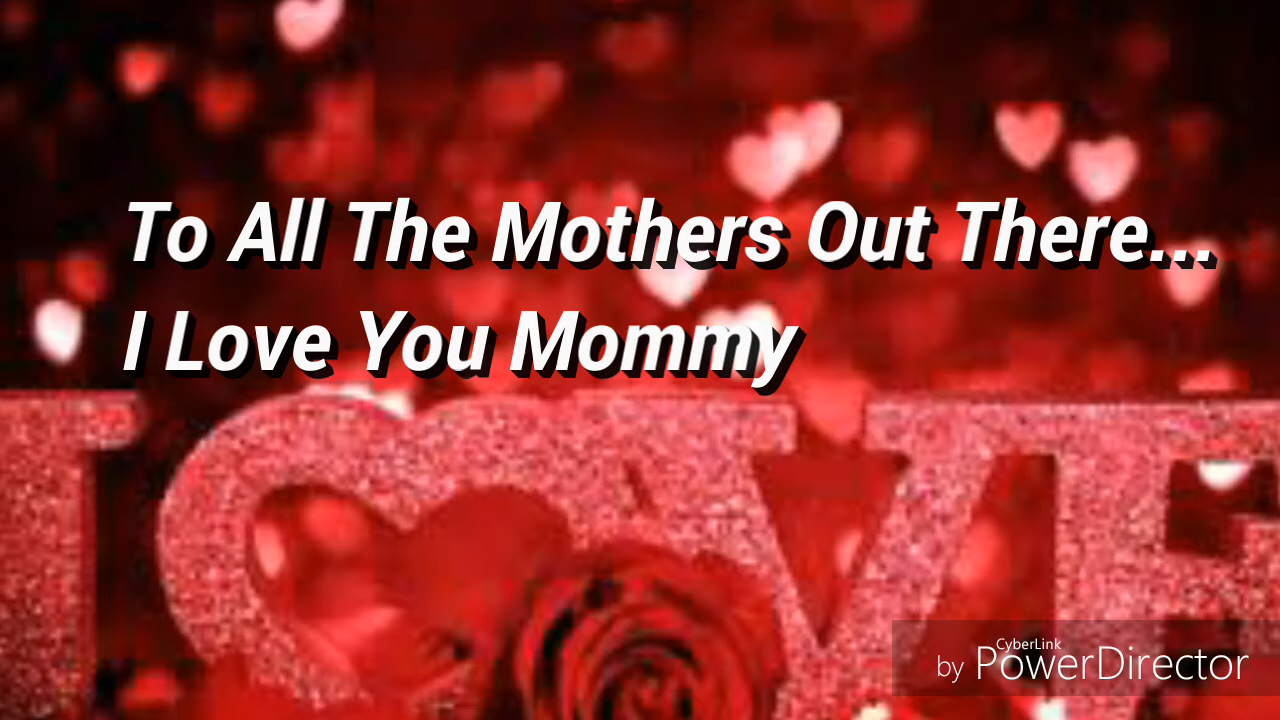 To All The Mothers Out There...
I Love You Mommy
LOVE
CyberLink
by PowerDirector